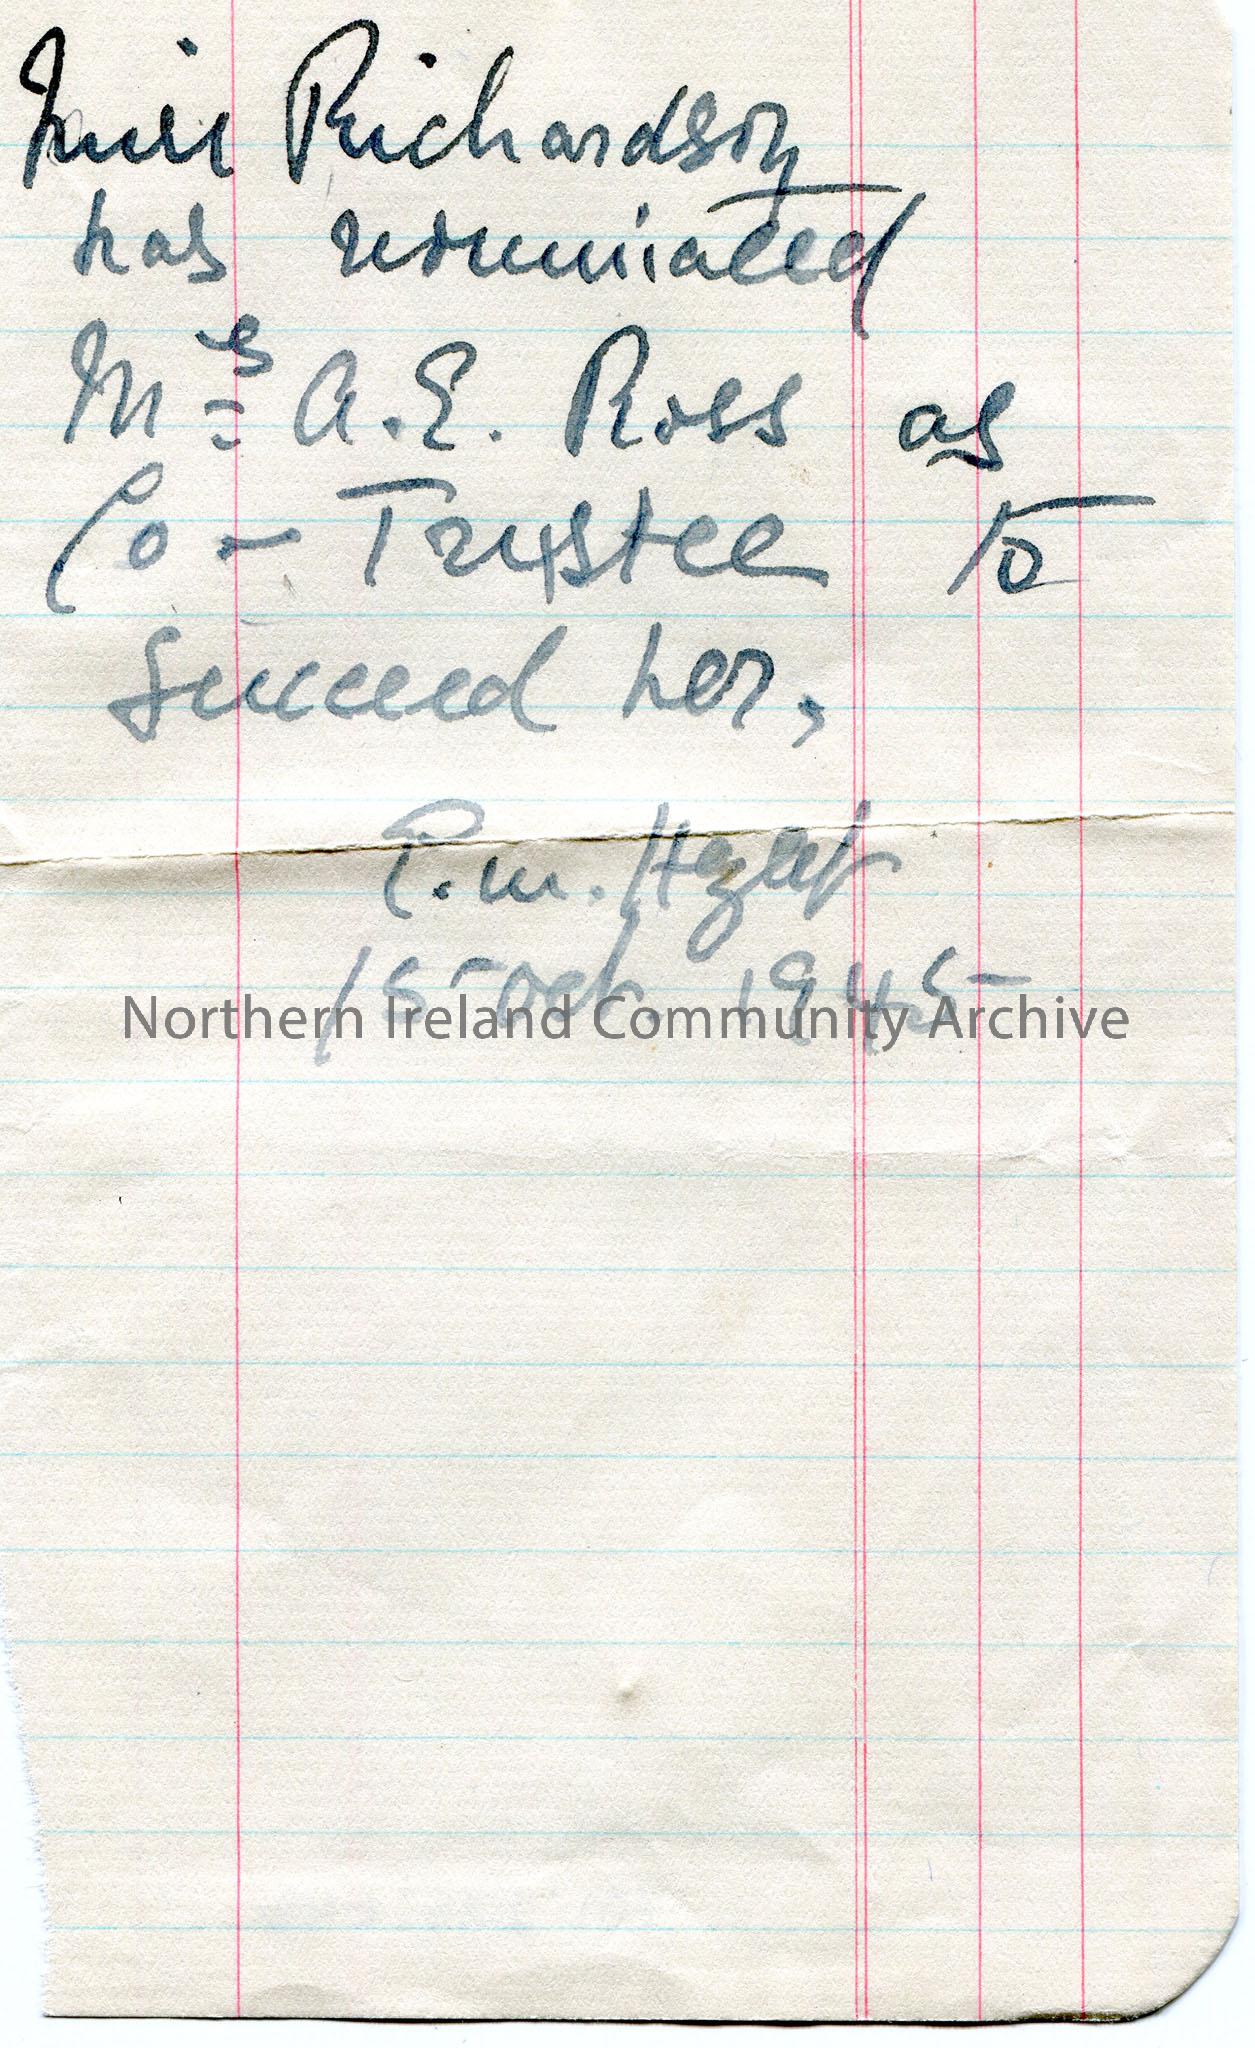 Miss Richardson
has nominated
Mrs A.E. Ross as
Co - Trustee to
succeed her.
R.M. Hezlet
15 Oct. 1945
Northern Ireland Community Archive